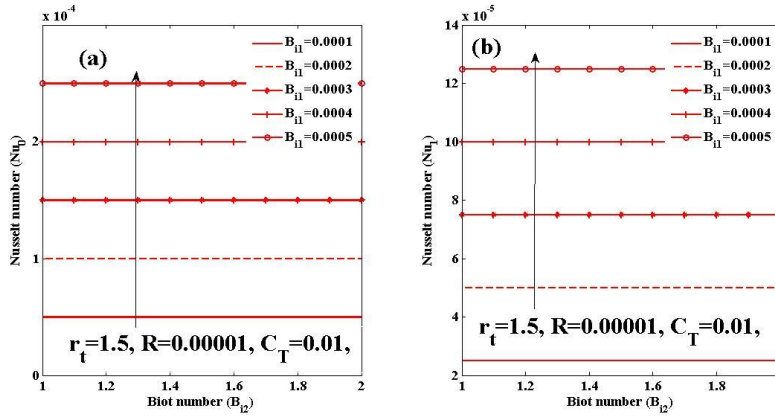 x 10⁻⁴
(a)
B_i1=0.0001
B_i1=0.0002
B_i1=0.0003
B_i1=0.0004
B_i1=0.0005
2
1
0
Nusselt number (Nu_0)
r_t=1.5, R=0.00001, C_T=0.01,
1 1.2 1.4 1.6 1.8 2
Biot number (B_i2)
x 10⁻⁵
14
12
10
8
6
4
2
(b)
B_i1=0.0001
B_i1=0.0002
B_i1=0.0003
B_i1=0.0004
B_i1=0.0005
Nusselt number (Nu_1)
r_t=1.5, R=0.00001, C_T=0.01,
1 1.2 1.4 1.6 1.8
Biot number (B_i2)